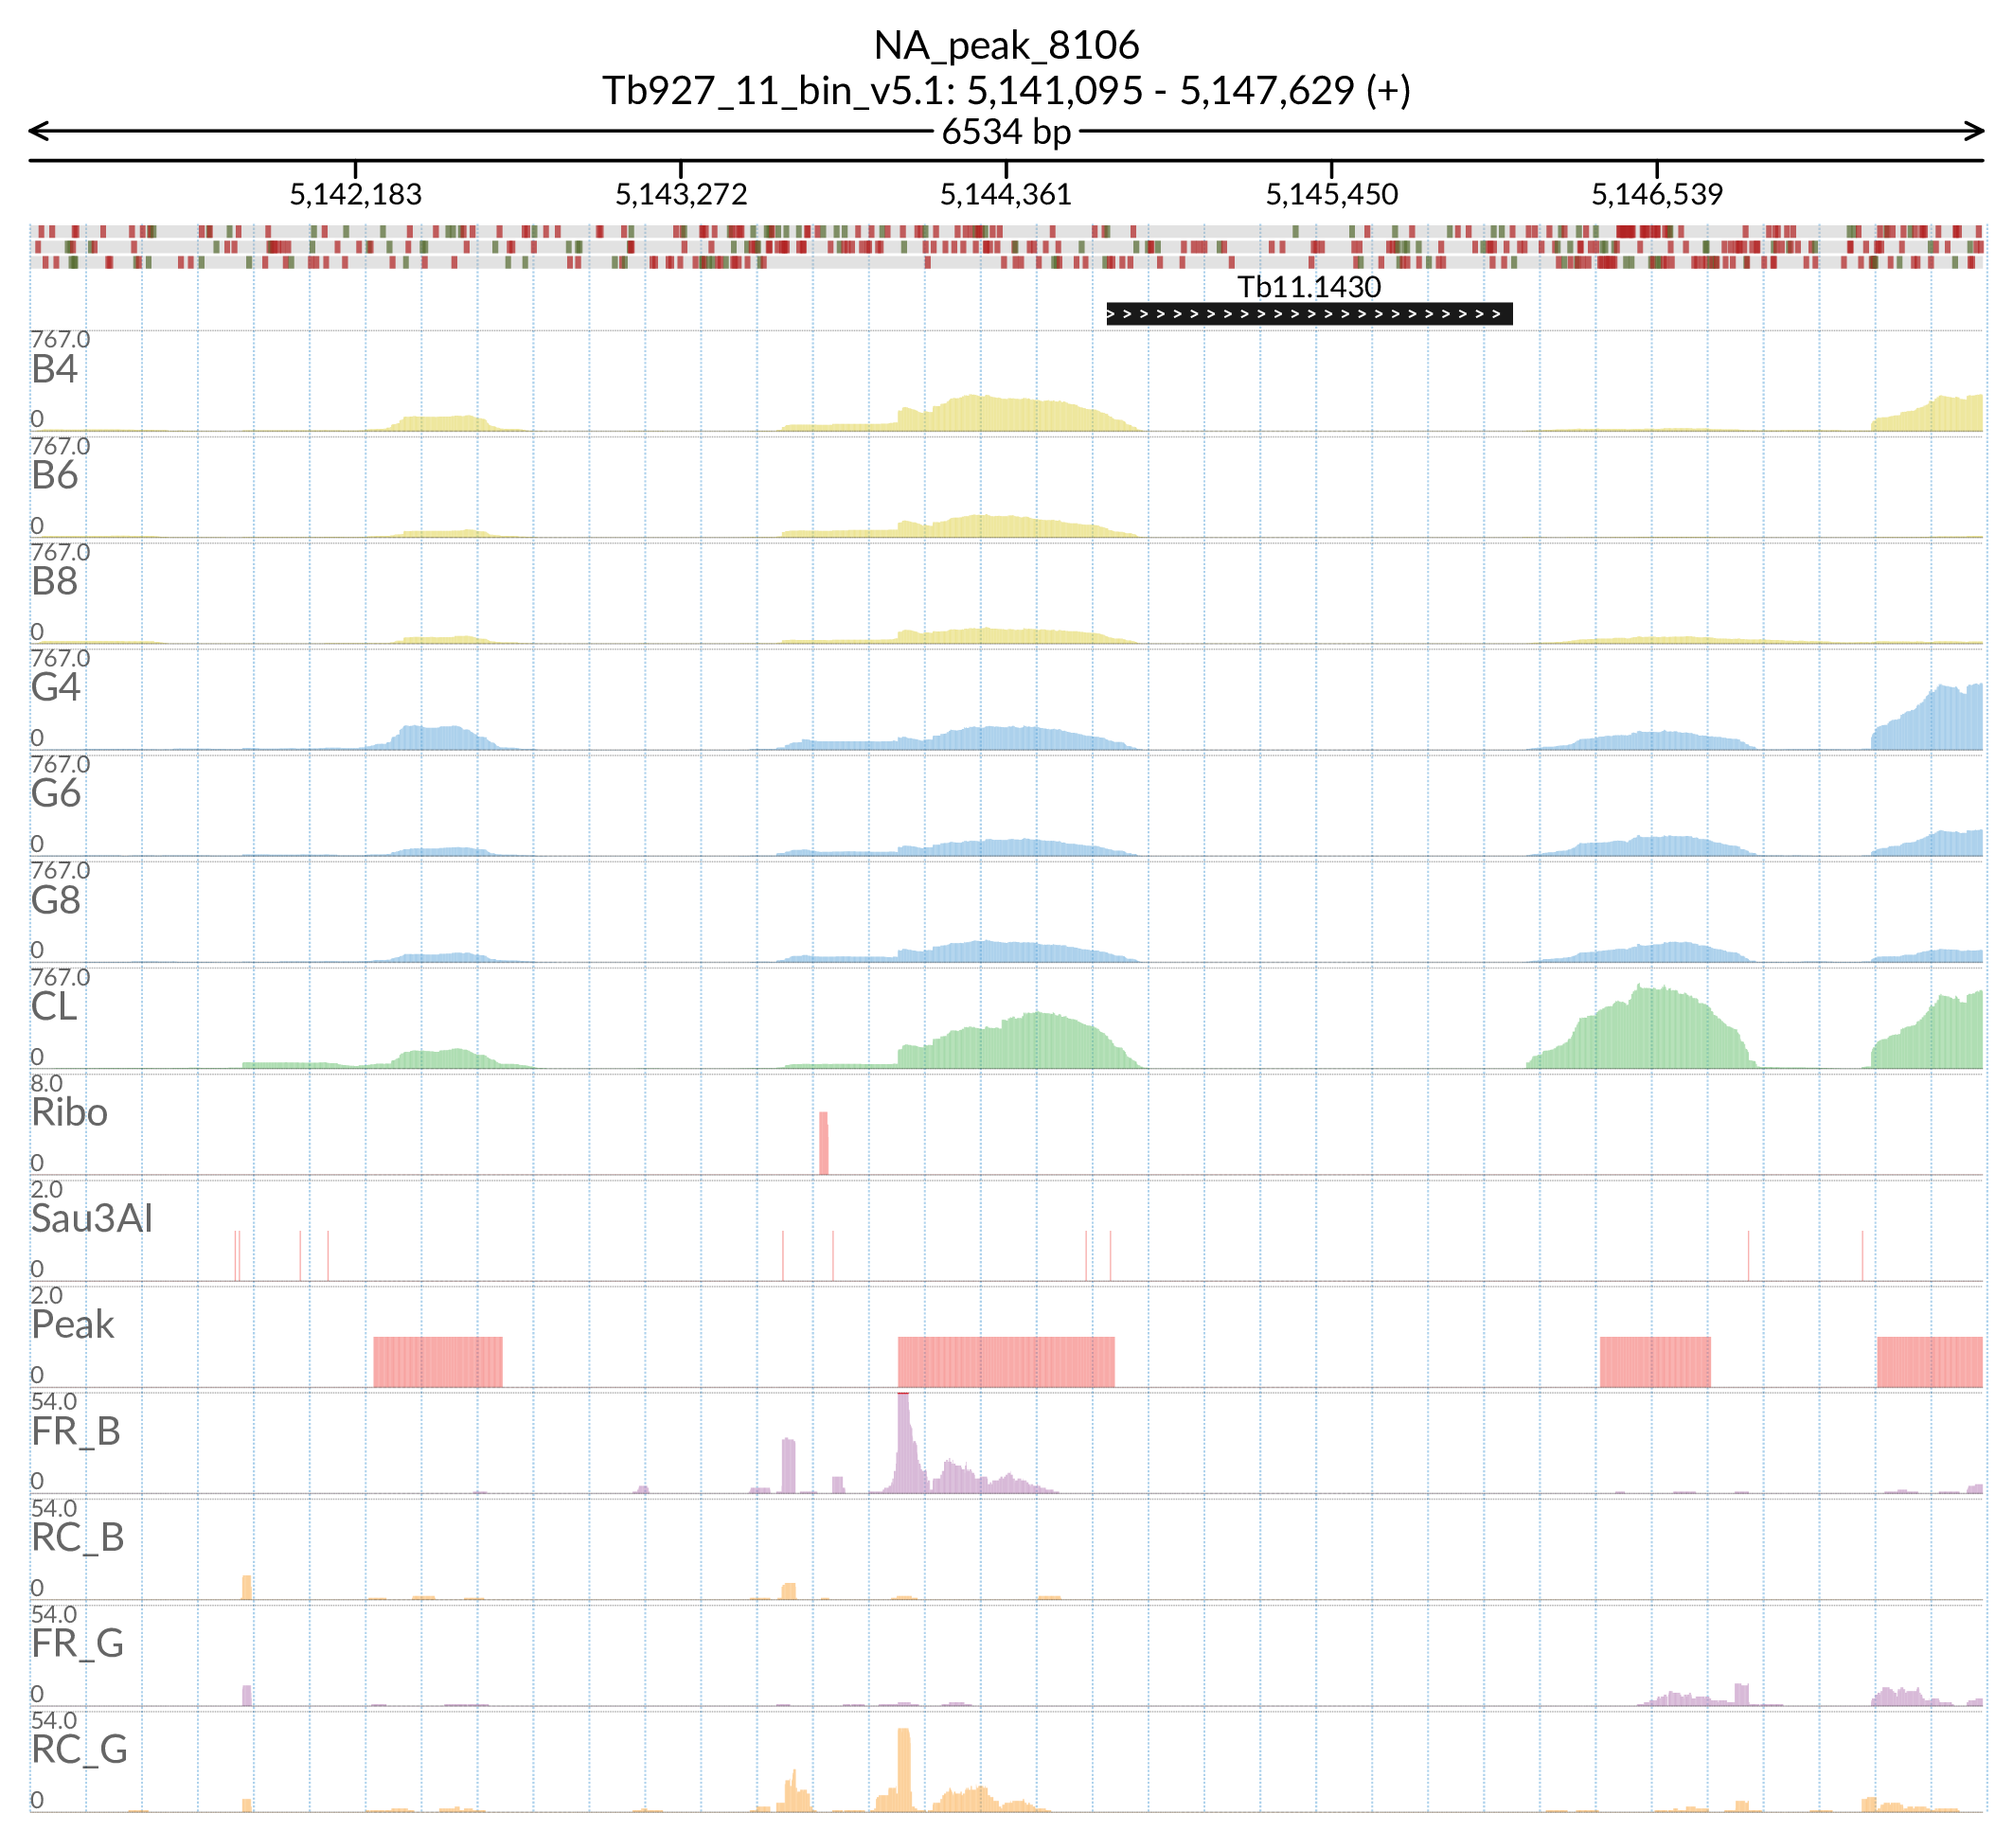 NA_peak_8106
Tb927_11_bin_v5.1: 5,141,095 - 5,147,629 (+)
6534 bp
5,142,183 5,143,272 5,144,361 5,145,450 5,146,539
Tb11.1430
767.0
B4
0
767.0
B6
0
767.0
B8
0
767.0
G4
0
767.0
G6
0
767.0
G8
0
767.0
CL
0
8.0
Ribo
0
2.0
Sau3AI
0
2.0
Peak
0
54.0
FR_B
0
54.0
RC_B
0
54.0
FR_G
0
54.0
RC_G
0